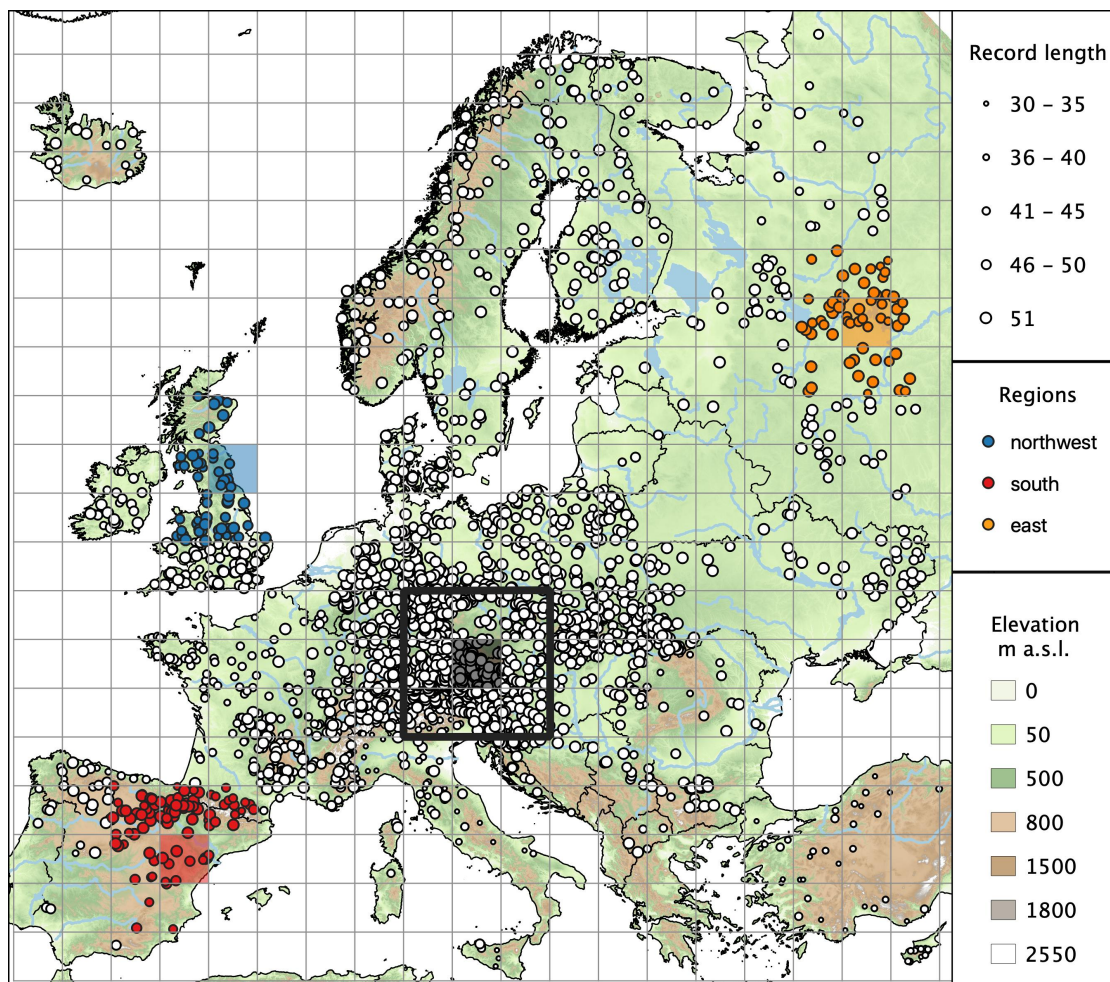 Record length
30 – 35
36 – 40
41 – 45
46 – 50
51
Regions
northwest
south
east
Elevation
m a.s.l.
0
50
500
800
1500
1800
2550